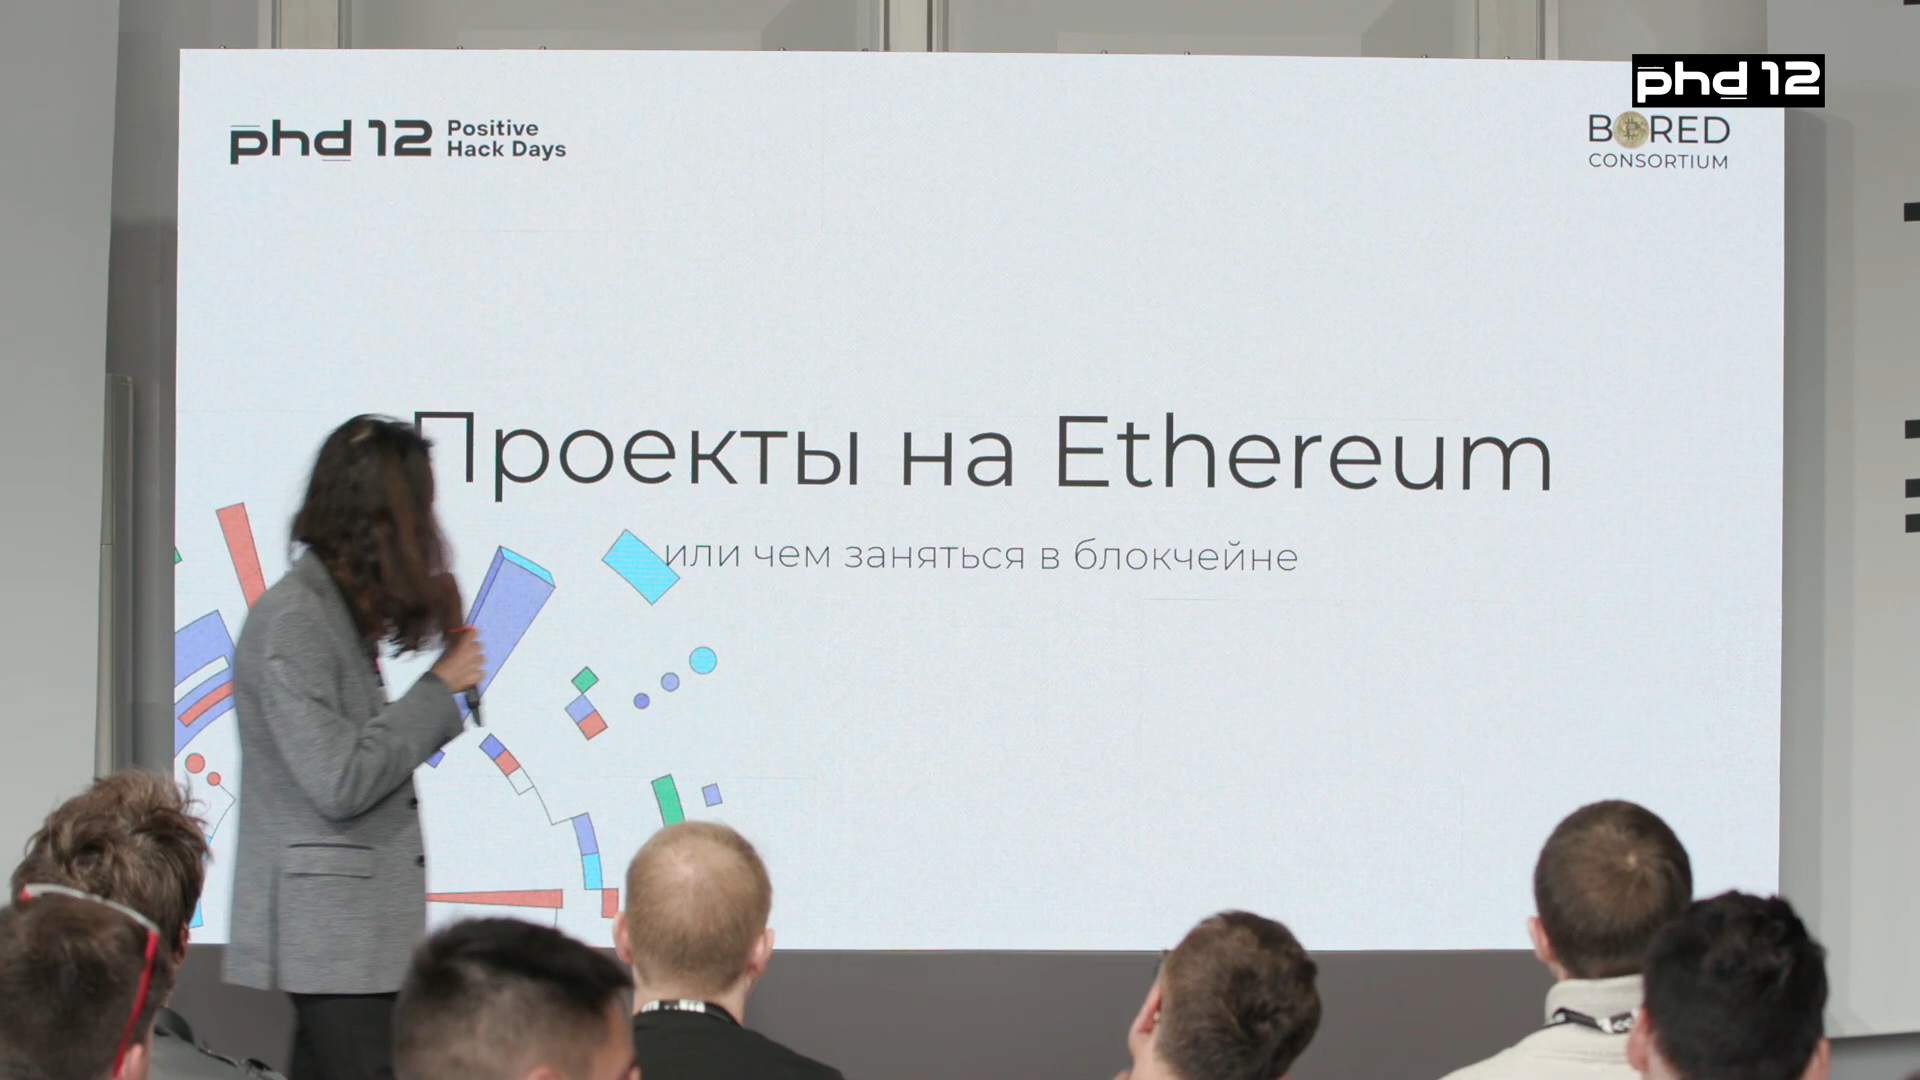 phd 12
phd 12 Positive
Hack Days
BORED
CONSORTIUM
Проекты на Ethereum
или чем заняться в блокчейне